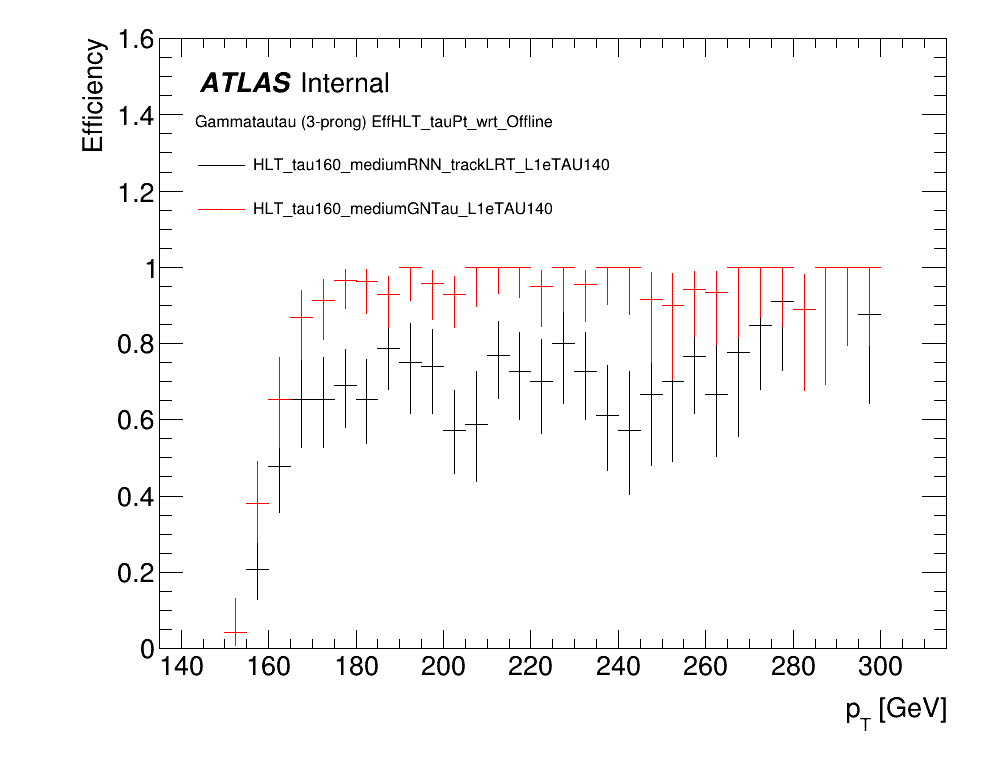 Efficiency
1.6
1.4
1.2
1
0.8
0.6
0.4
0.2
0
ATLAS Internal
Gammatautau (3-prong) EffHLT_tauPt_wrt_Offline
HLT_tau160_mediumRNN_trackLRT_L1eTAU140
HLT_tau160_mediumGNTau_L1eTAU140
140 160 180 200 220 240 260 280 300
pT [GeV]